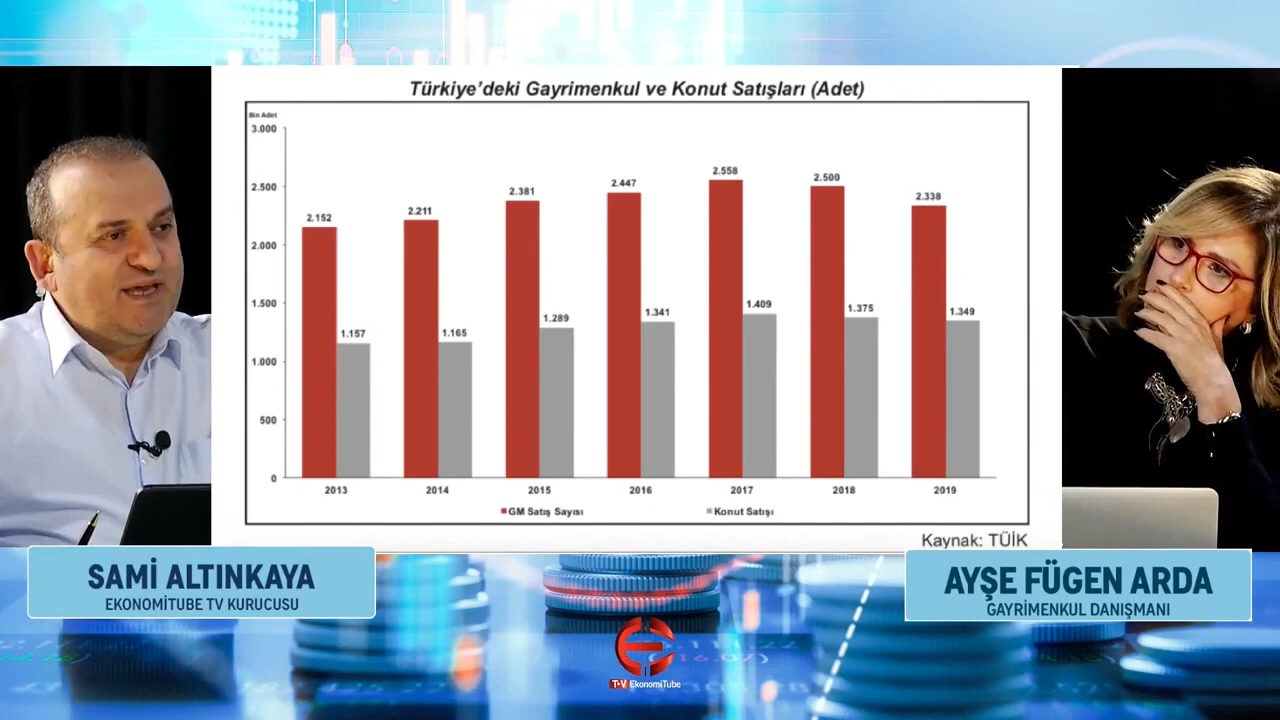 Türkiye'deki Gayrimenkul ve Konut Satışları (Adet)
Bin Adet
3.000
2.500
2.000
1.500
1.000
500
0
2.152
1.157
2.211
1.165
2.381
1.289
2.447
1.341
2.558
1.409
2.500
1.375
2.338
1.349
2013 2014 2015 2016 2017 2018 2019
GM Satış Sayısı Konut Satışı
Kaynak: TÜİK
SAMİ ALTINKAYA
EKONOMİTUBE TV KURUCUSU
AYŞE FÜGEN ARDA
GAYRİMENKUL DANIŞMANI
TV EkonomiTube